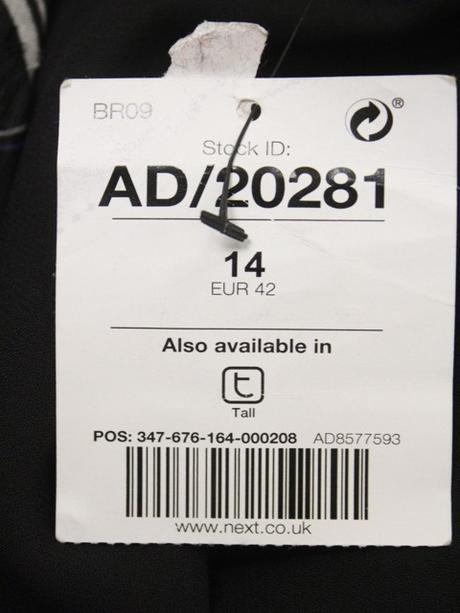 BR09
®
Stock ID:
AD/20281
14
EUR 42
Also available in
t
Tall
POS: 347-676-164-000208 AD8577593
www.next.co.uk